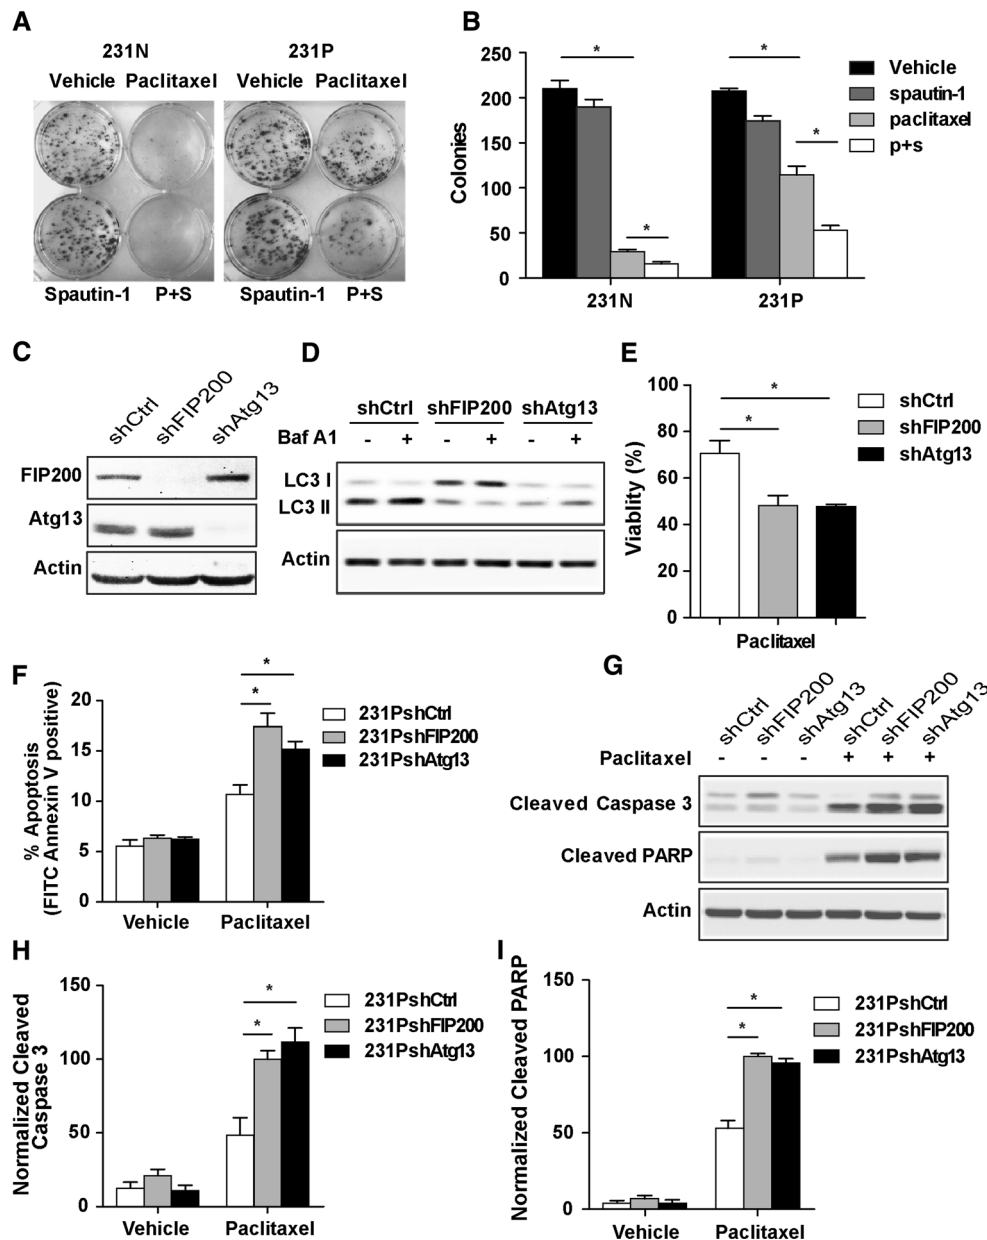 A
231N 231P
Vehicle Paclitaxel Vehicle Paclitaxel
Spautin-1 P+S Spautin-1 P+S
B
250
200
150
100
50
0
Colonies
* * * *
231N 231P
Vehicle
spautin-1
paclitaxel
p+s
C
shCtrl shFIP200 shAtg13
FIP200
Atg13
Actin
D
shCtrl shFIP200 shAtg13
Baf A1 - + - + - +
LC3 I
LC3 II
Actin
E
100
80
60
40
20
0
Viablity (%)
*
*
Paclitaxel
shCtrl
shFIP200
shAtg13
F
20
15
10
5
0
% Apoptosis
(FITC Annexin V positive)
*
*
Vehicle Paclitaxel
231PshCtrl
231PshFIP200
231PshAtg13
G
shCtrl shFIP200 shAtg13 shCtrl shFIP200 shAtg13
Paclitaxel - - - + + +
Cleaved Caspase 3
Cleaved PARP
Actin
H
150
100
50
0
Normalized Cleaved
Caspase 3
*
*
Vehicle Paclitaxel
231PshCtrl
231PshFIP200
231PshAtg13
I
150
100
50
0
Normalized Cleaved PARP
*
*
Vehicle Paclitaxel
231PshCtrl
231PshFIP200
231PshAtg13